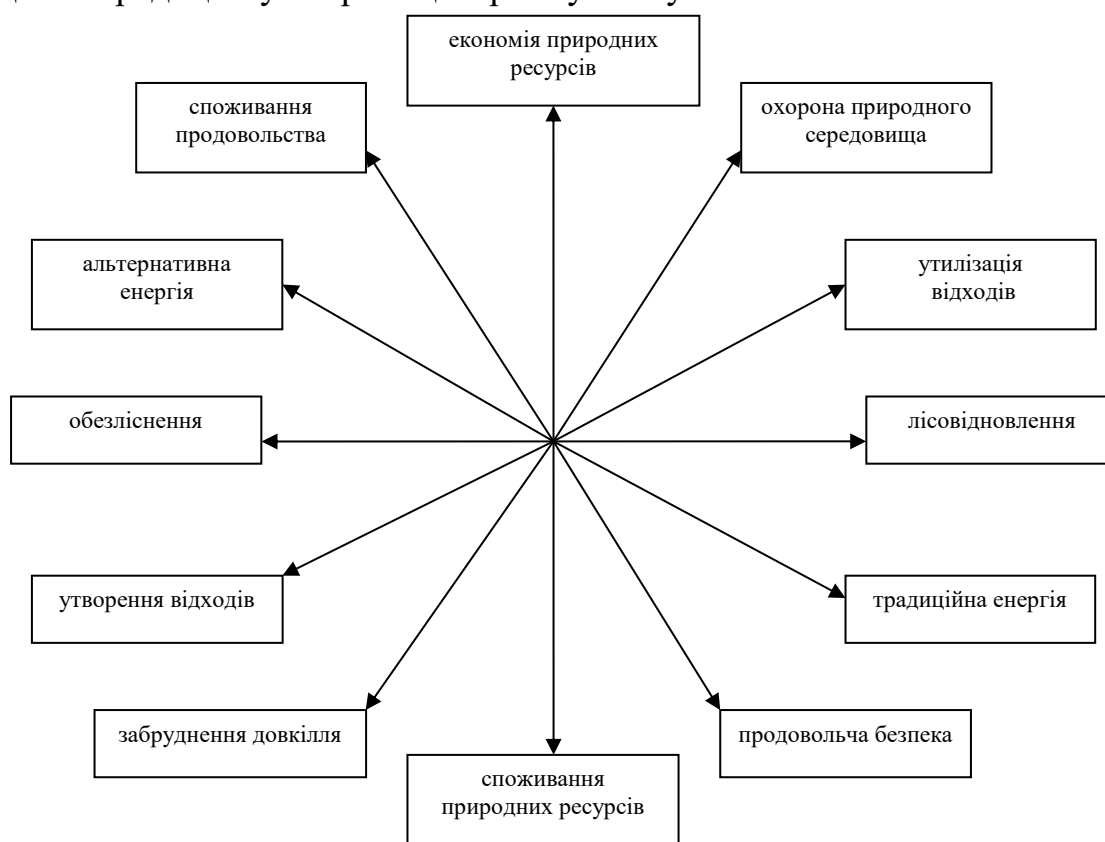 економія природних
ресурсів
споживання
продовольства
охорона природного
середовища
альтернативна
енергія
утилізація
відходів
обезліснення
лісовідновлення
утворення відходів
традиційна енергія
забруднення довкілля
продовольча безпека
споживання
природних ресурсів